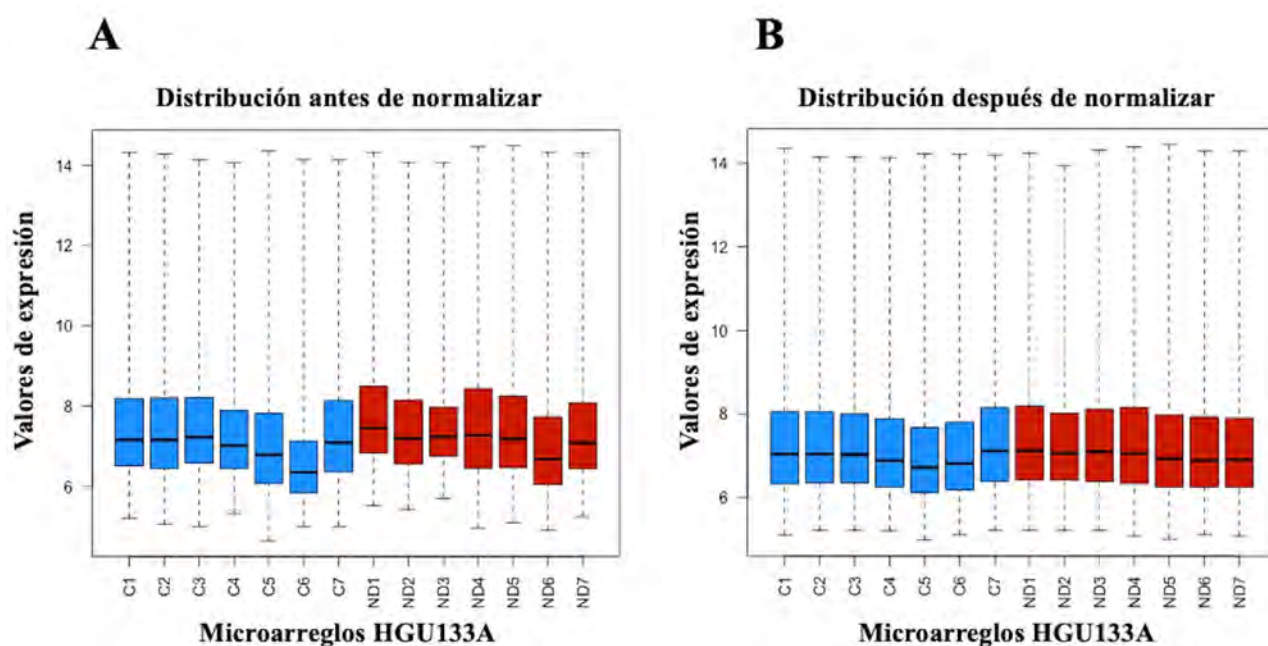 A
Distribución antes de normalizar
Valores de expresión
14
12
10
8
6
C1 C2 C3 C4 C5 C6 C7 ND1 ND2 ND3 ND4 ND5 ND6 ND7
Microarreglos HGU133A
B
Distribución después de normalizar
Valores de expresión
14
12
10
8
6
C1 C2 C3 C4 C5 C6 C7 ND1 ND2 ND3 ND4 ND5 ND6 ND7
Microarreglos HGU133A